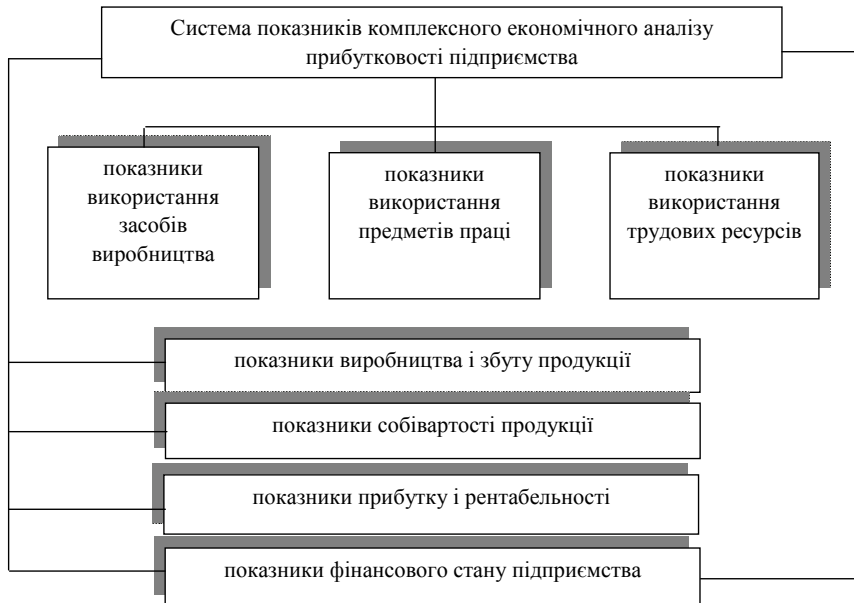 Система показників комплексного економічного аналізу
прибутковості підприємства
показники
використання
засобів
виробництва
показники
використання
предметів праці
показники
використання
трудових ресурсів
показники виробництва і збуту продукції
показники собівартості продукції
показники прибутку і рентабельності
показники фінансового стану підприємства